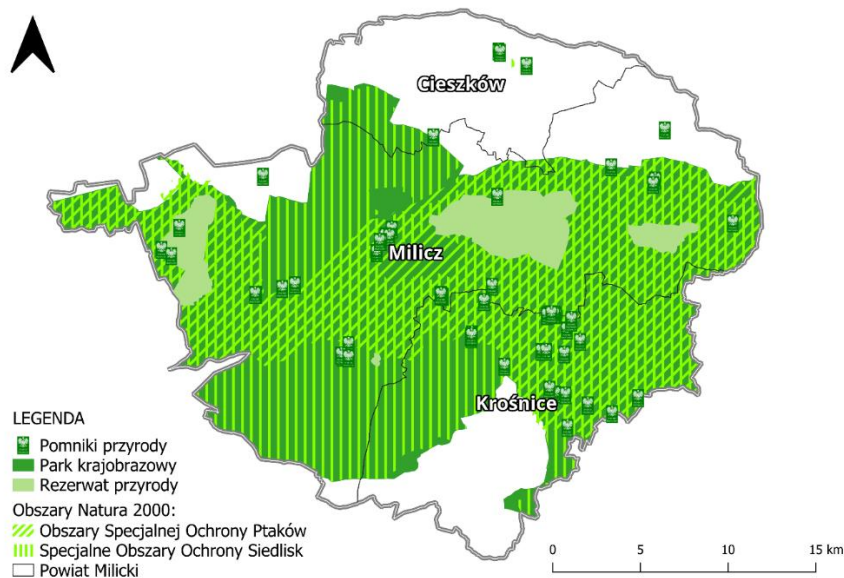 Cieszków
Milicz
Krośnice
LEGENDA
Pomniki przyrody
Park krajobrazowy
Rezerwat przyrody
Obszary Natura 2000:
Obszary Specjalnej Ochrony Ptaków
Specjalne Obszary Ochrony Siedlisk
Powiat Milicki
0 5 10 15 km